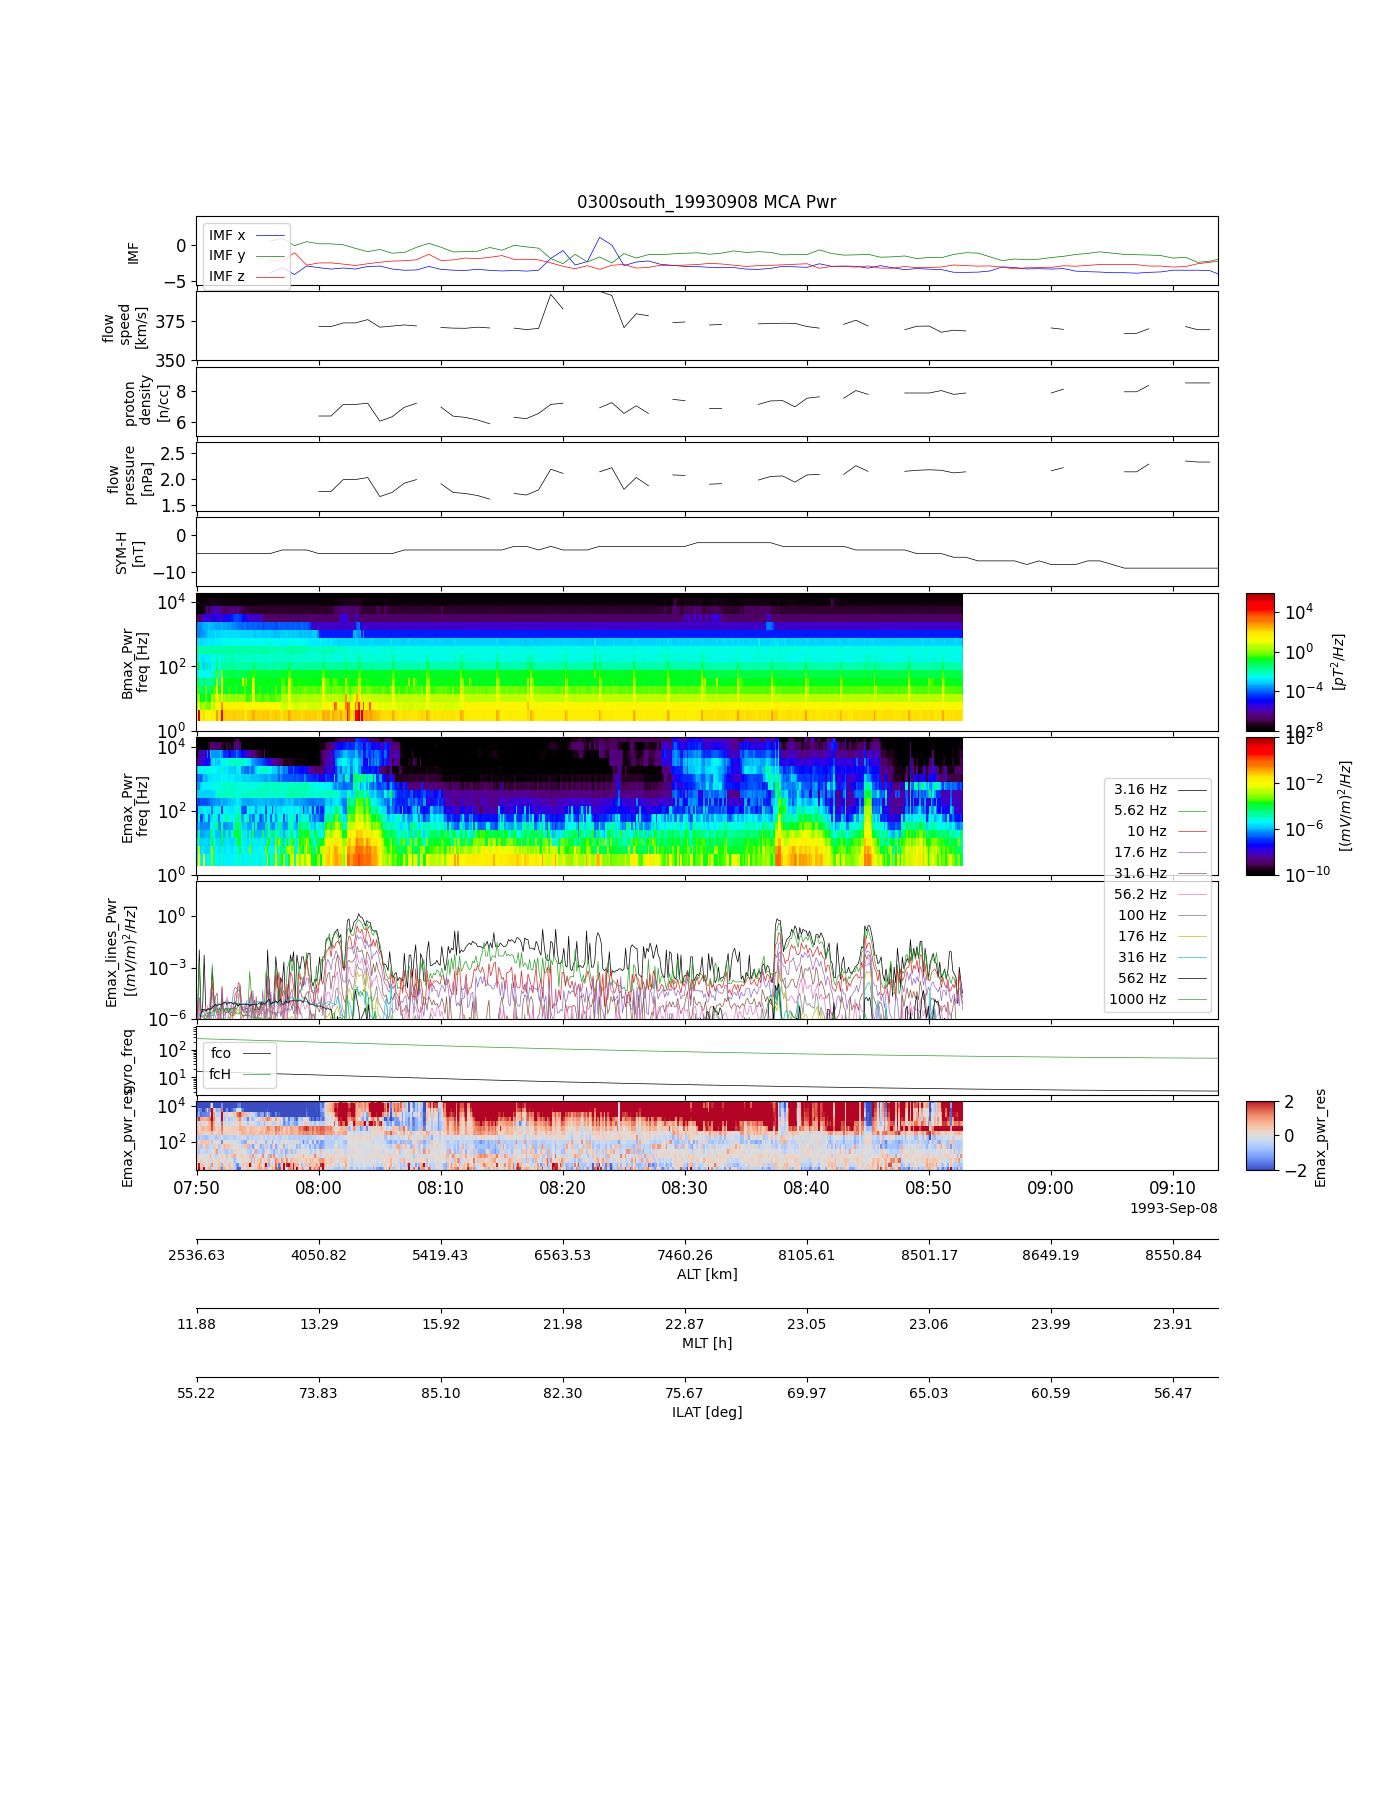 0300south_19930908 MCA Pwr
IMF
0
−5
IMF x
IMF y
IMF z
flow
speed
[km/s]
375
350
proton
density
[n/cc]
8
6
flow
pressure
[nPa]
2.5
2.0
1.5
SYM-H
[nT]
0
−10
Bmax_Pwr
freq [Hz]
10^4
10^2
10^0
10^4
10^0
10^−4
10^−8
[pT^2/Hz]
Emax_Pwr
freq [Hz]
10^4
10^2
10^0
10^2
10^−2
10^−6
10^−10
[(mV/m)^2/Hz]
3.16 Hz
5.62 Hz
10 Hz
17.6 Hz
31.6 Hz
56.2 Hz
100 Hz
176 Hz
316 Hz
562 Hz
1000 Hz
Emax_lines_Pwr
[(mV/m)^2/Hz]
10^0
10^−3
10^−6
gyro_freq
10^2
10^1
fco
fcH
Emax_pwr_res
10^4
10^2
2
0
−2
Emax_pwr_res
07:50 08:00 08:10 08:20 08:30 08:40 08:50 09:00 09:10
1993-Sep-08
2536.63 4050.82 5419.43 6563.53 7460.26 8105.61 8501.17 8649.19 8550.84
ALT [km]
11.88 13.29 15.92 21.98 22.87 23.05 23.06 23.99 23.91
MLT [h]
55.22 73.83 85.10 82.30 75.67 69.97 65.03 60.59 56.47
ILAT [deg]